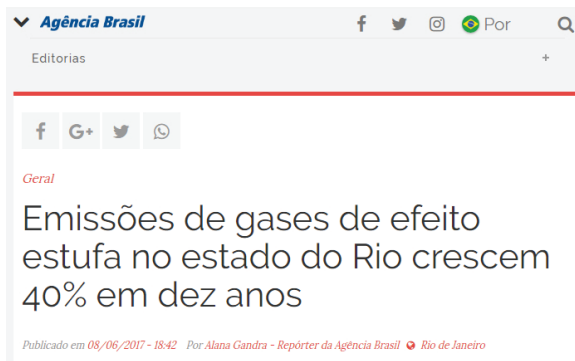 Agência Brasil
Por
Editorias +
G+
Geral
Emissões de gases de efeito
estufa no estado do Rio crescem
40% em dez anos
Publicado em 08/06/2017 - 18:42 Por Alana Gandra - Repórter da Agência Brasil Rio de Janeiro